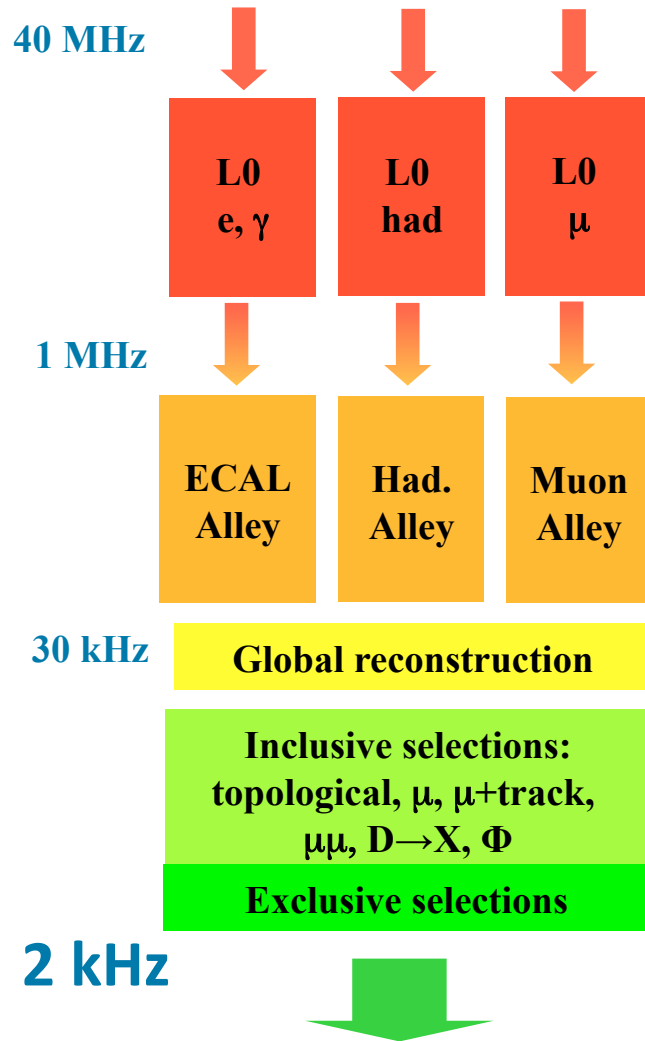 40 MHz
L0
e, γ
L0
had
L0
μ
1 MHz
ECAL
Alley
Had.
Alley
Muon
Alley
30 kHz
Global reconstruction
Inclusive selections:
topological, μ, μ+track,
μμ, D→X, Φ
Exclusive selections
2 kHz